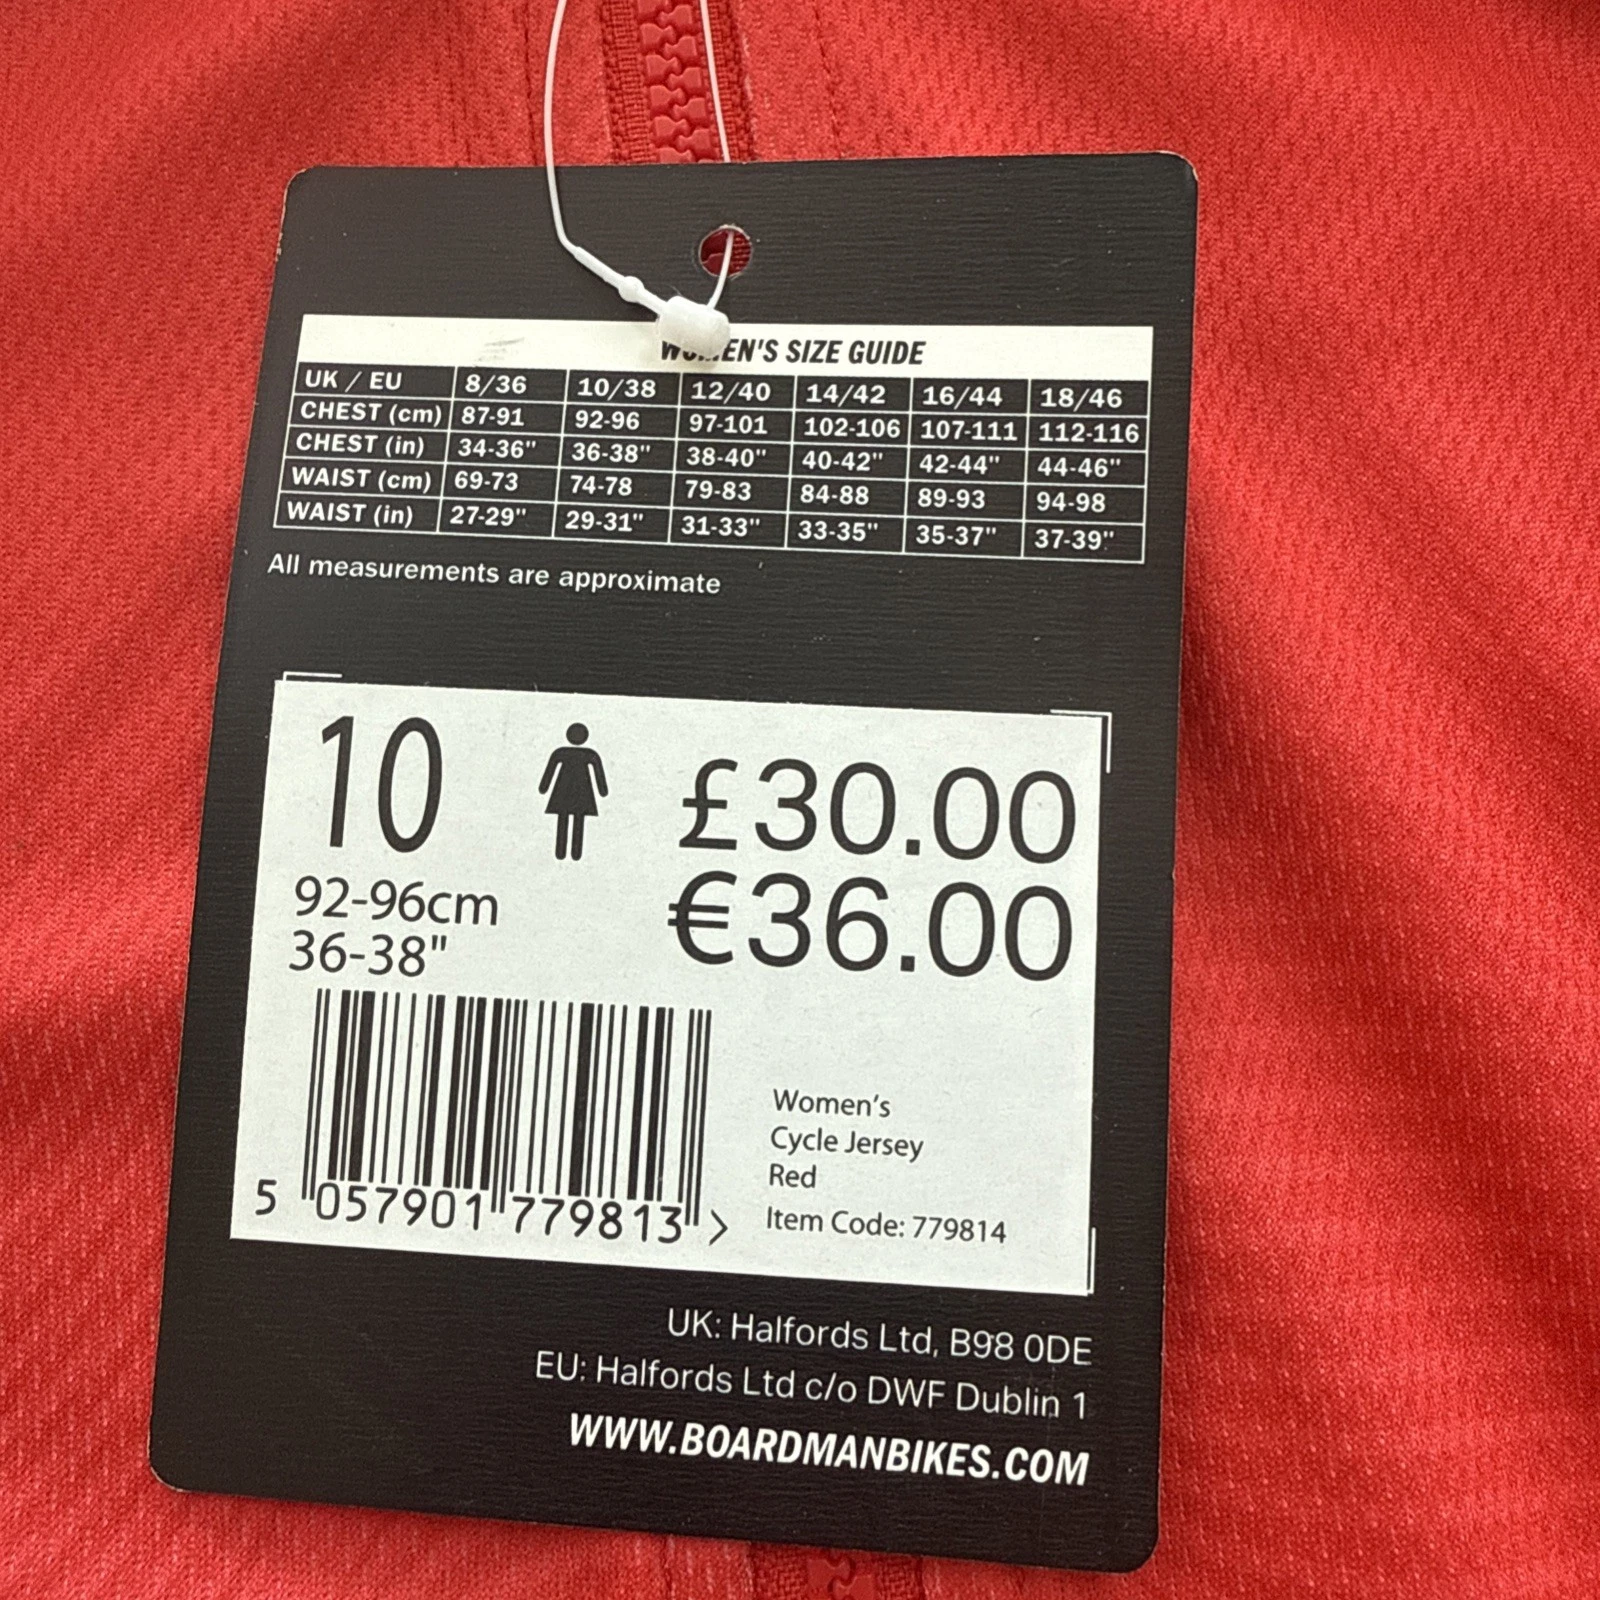 WOMEN'S SIZE GUIDE
UK / EU 8/36 10/38 12/40 14/42 16/44 18/46
CHEST (cm) 87-91 92-96 97-101 102-106 107-111 112-116
CHEST (in) 34-36" 36-38" 38-40" 40-42" 42-44" 44-46"
WAIST (cm) 69-73 74-78 79-83 84-88 89-93 94-98
WAIST (in) 27-29" 29-31" 31-33" 33-35" 35-37" 37-39"
All measurements are approximate
10 £30.00
92-96cm €36.00
36-38"
5 057901 779813 >
Women's
Cycle Jersey
Red
Item Code: 779814
UK: Halfords Ltd, B98 0DE
EU: Halfords Ltd c/o DWF Dublin 1
WWW.BOARDMANBIKES.COM